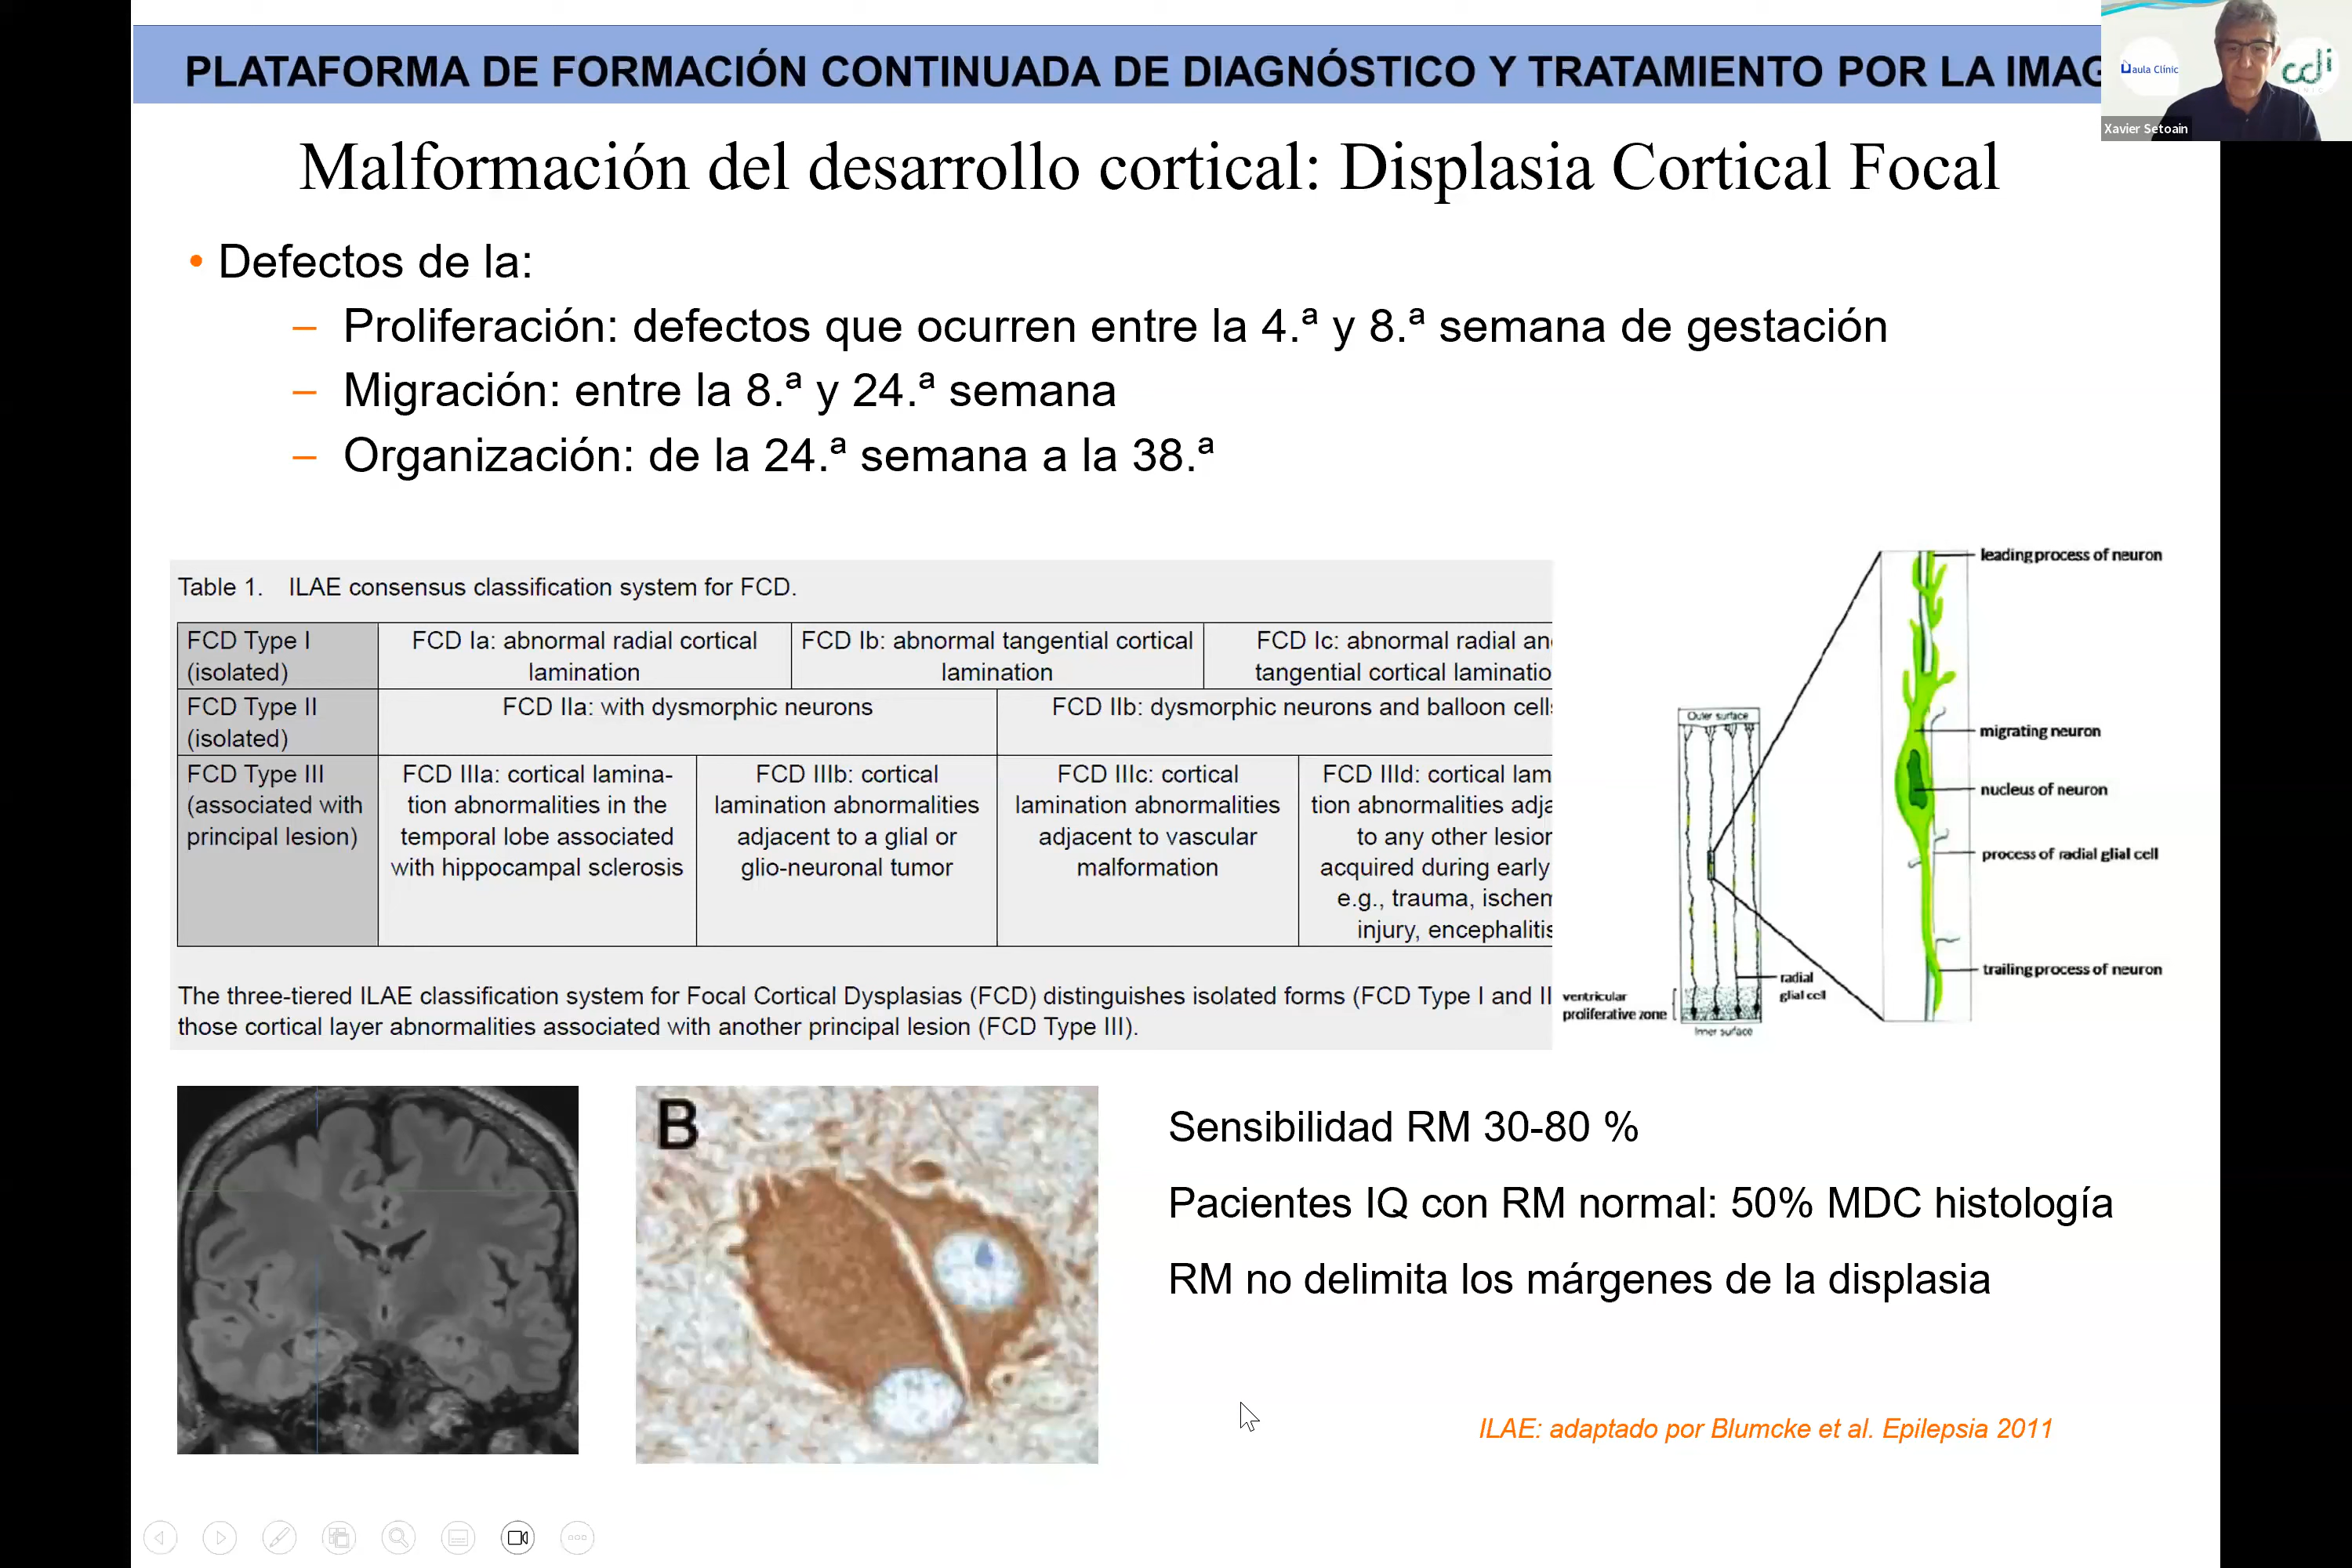 PLATAFORMA DE FORMACIÓN CONTINUADA DE DIAGNÓSTICO Y TRATAMIENTO POR LA IMAG
aula Clínic
cdi
Xavier Setoain
Malformación del desarrollo cortical: Displasia Cortical Focal
• Defectos de la:
– Proliferación: defectos que ocurren entre la 4.ª y 8.ª semana de gestación
– Migración: entre la 8.ª y 24.ª semana
– Organización: de la 24.ª semana a la 38.ª
Table 1. ILAE consensus classification system for FCD.
FCD Type I
(isolated)
FCD Ia: abnormal radial cortical
lamination
FCD Ib: abnormal tangential cortical
lamination
FCD Ic: abnormal radial an
tangential cortical laminatio
FCD Type II
(isolated)
FCD IIa: with dysmorphic neurons
FCD IIb: dysmorphic neurons and balloon cell
FCD Type III
(associated with
principal lesion)
FCD IIIa: cortical lamina-
tion abnormalities in the
temporal lobe associated
with hippocampal sclerosis
FCD IIIb: cortical
lamination abnormalities
adjacent to a glial or
glio-neuronal tumor
FCD IIIc: cortical
lamination abnormalities
adjacent to vascular
malformation
FCD IIId: cortical lam
tion abnormalities adja
to any other lesion
acquired during early
e.g., trauma, ischem
injury, encephalitis
The three-tiered ILAE classification system for Focal Cortical Dysplasias (FCD) distinguishes isolated forms (FCD Type I and II
those cortical layer abnormalities associated with another principal lesion (FCD Type III).
leading process of neuron
migrating neuron
nucleus of neuron
process of radial glial cell
trailing process of neuron
Outer surface
radial
glial cell
ventricular
proliferative zone
Inner surface
B
Sensibilidad RM 30-80 %
Pacientes IQ con RM normal: 50% MDC histología
RM no delimita los márgenes de la displasia
ILAE: adaptado por Blumcke et al. Epilepsia 2011